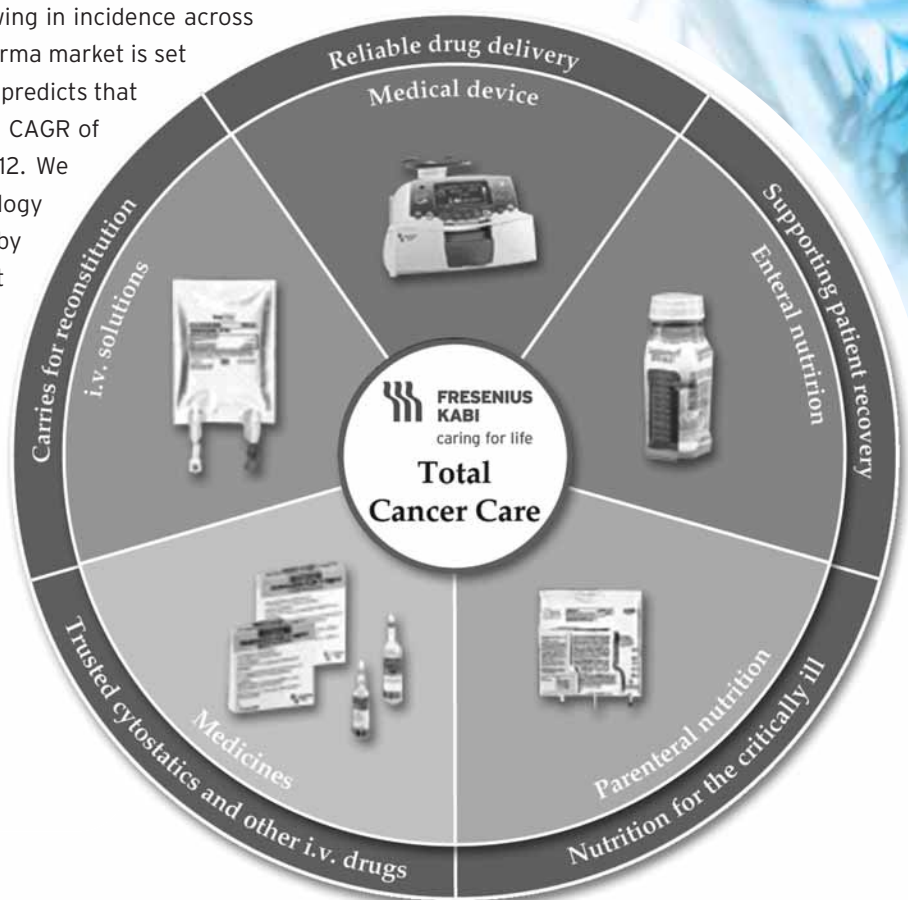 wing in incidence across
rma market is set
predicts that
CAGR of
12. We
logy
by
t
Reliable drug delivery
Medical device
Supporting patient recovery
Enteral nutririon
Carries for reconstitution
i.v. solutions
FRESENIUS
KABI
caring for life
Total
Cancer Care
Trusted cytostatics and other i.v. drugs
Medicines
Parenteral nutrition
Nutrition for the critically ill